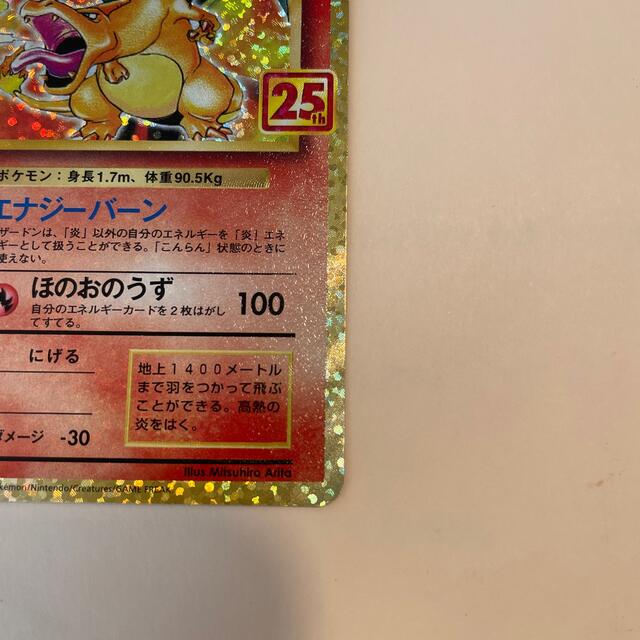 25th
ポケモン：身長1.7m、体重90.5Kg
エナジーバーン
ザードンは、「炎」以外の自分のエネルギーを「炎」エネ
ギーとして扱うことができる。「こんらん」状態のときに
使えない。
ほのおのうず 100
自分のエネルギーカードを２枚はがし
てすてる。
にげる
地上１４００メートル
まで羽をつかって飛ぶ
ことができる。高熱の
炎をはく。
ダメージ -30
Illus Mitsuhiro Arita
okémon/Nintendo/Creatures/GAME FREAK